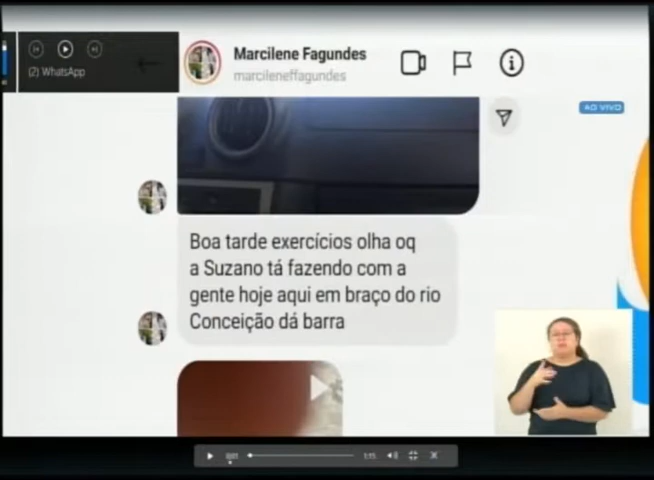 Marcilene Fagundes
marcileneffagundes
(2) WhatsApp
AO VIVO
Boa tarde exercícios olha oq
a Suzano tá fazendo com a
gente hoje aqui em braço do rio
Conceição dá barra
1:15